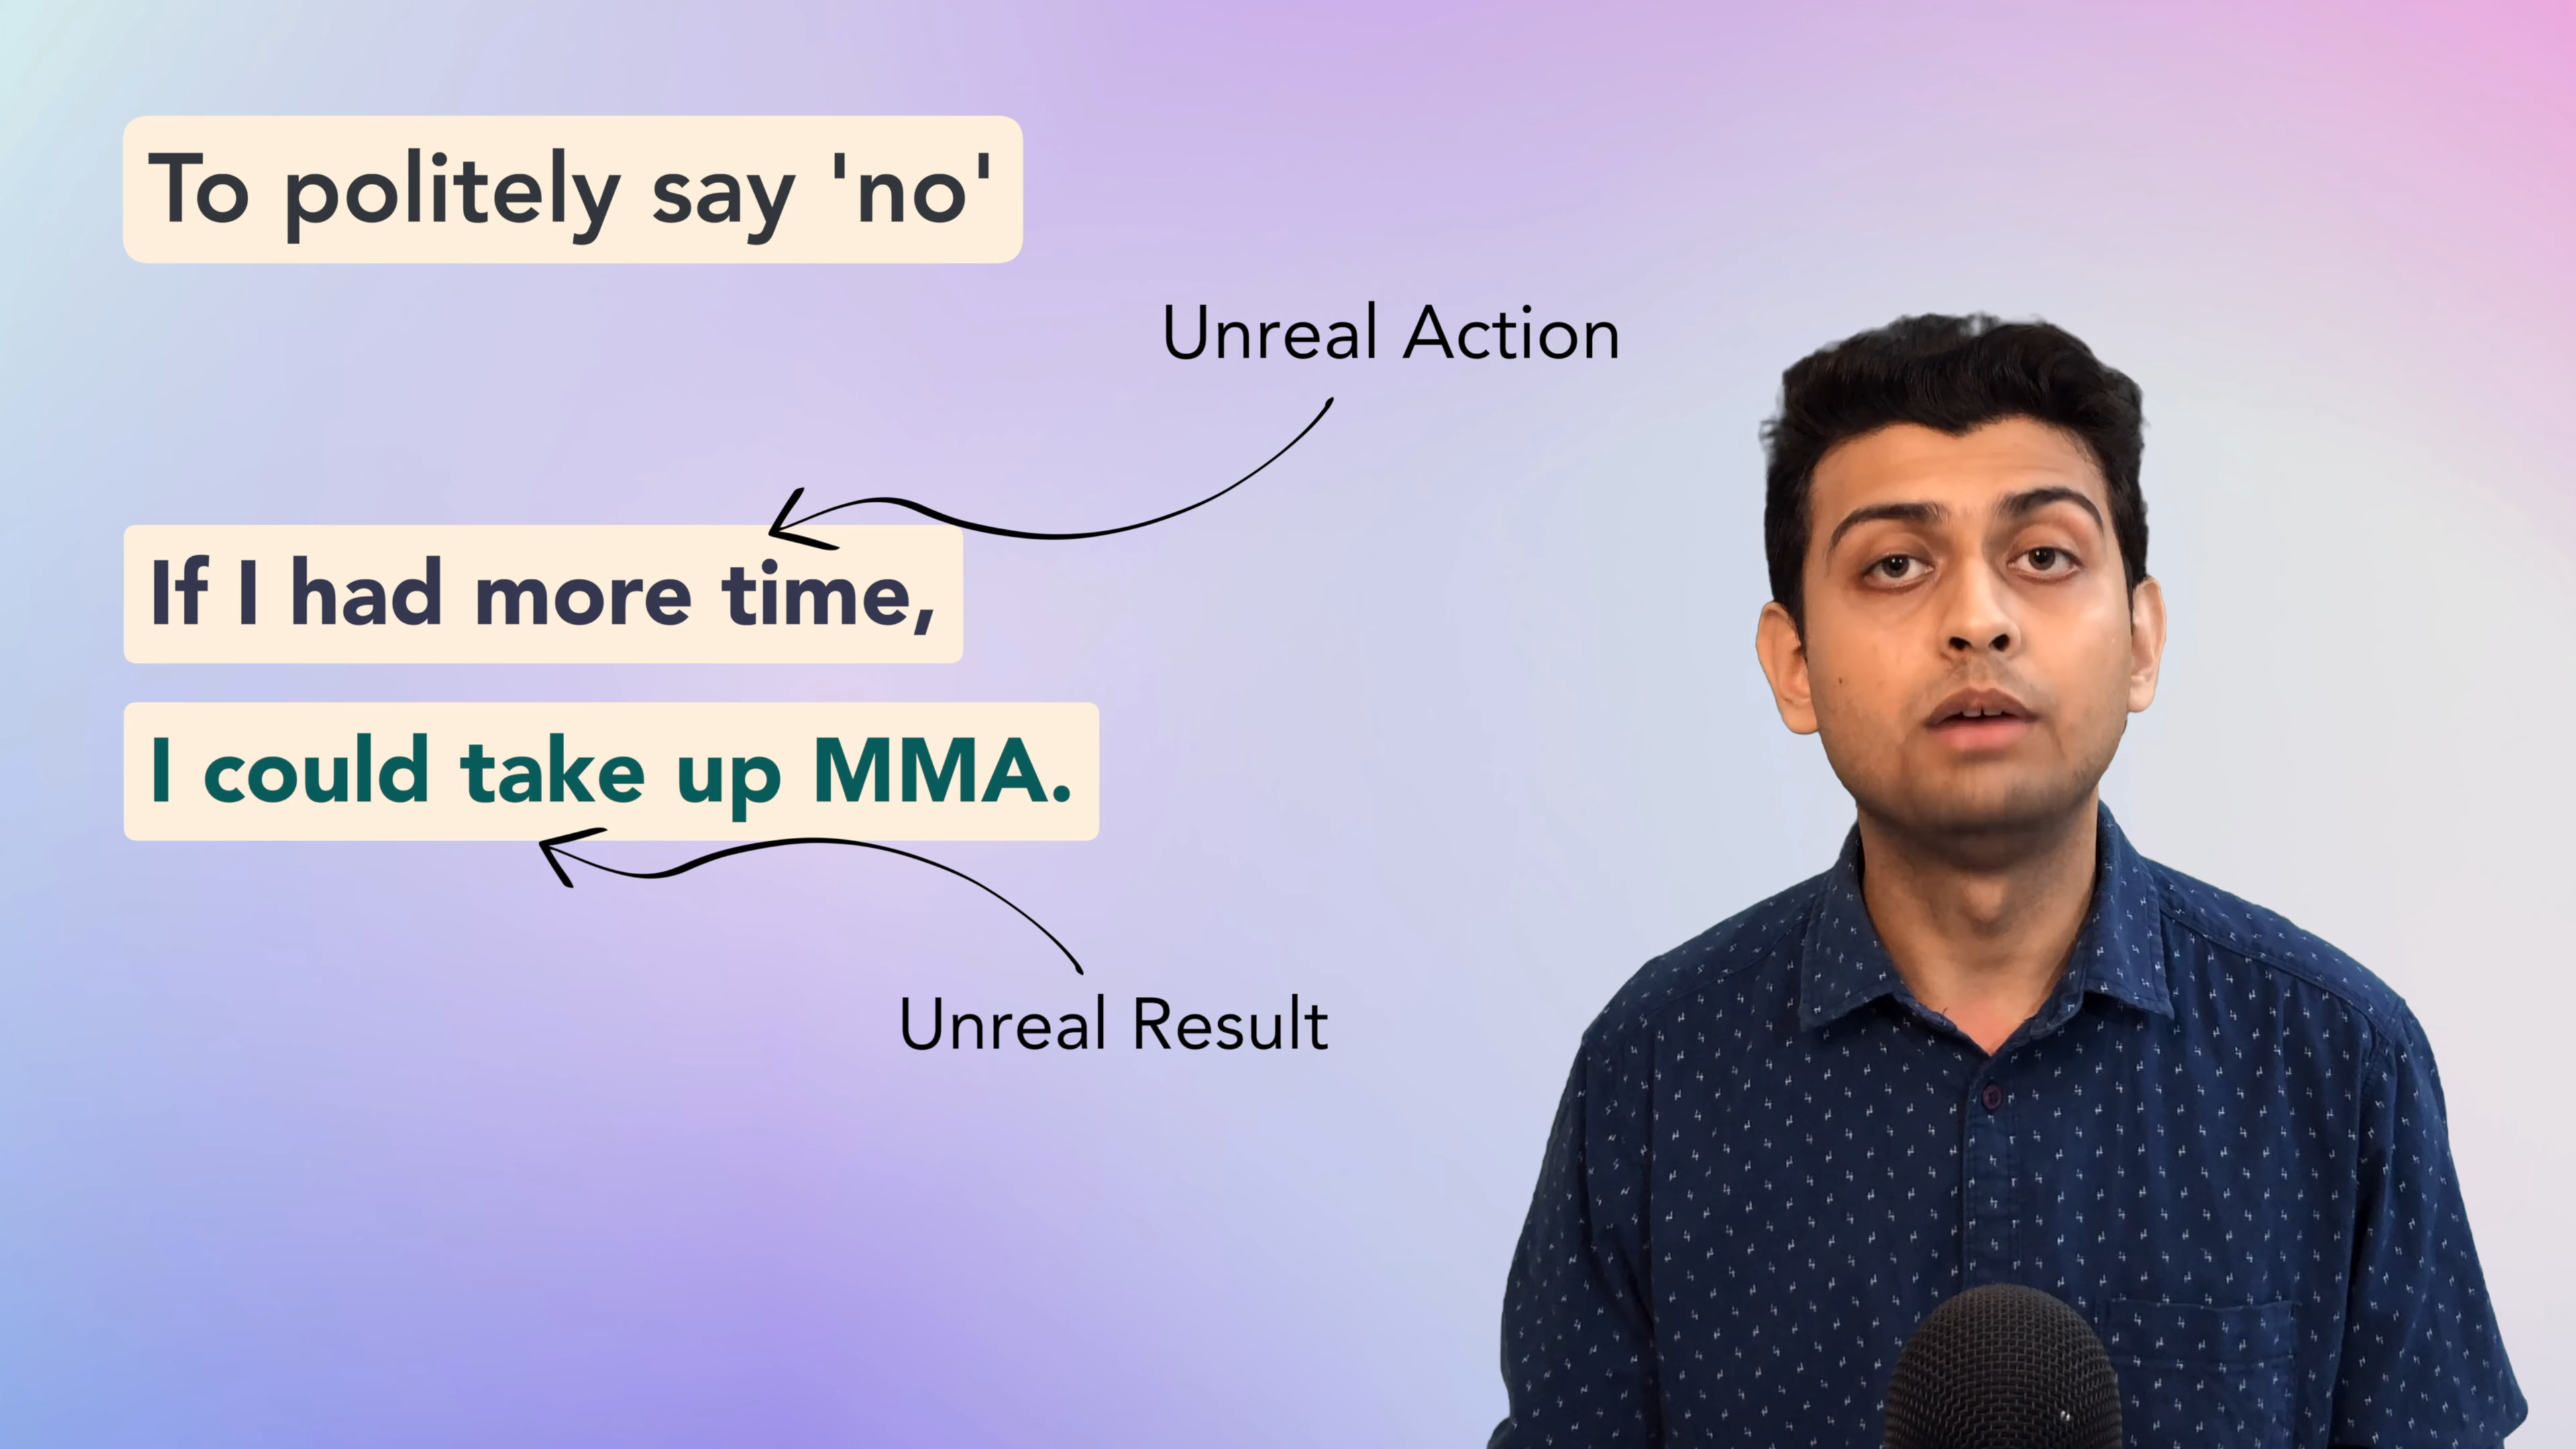 To politely say 'no'
Unreal Action
If I had more time,
I could take up MMA.
Unreal Result